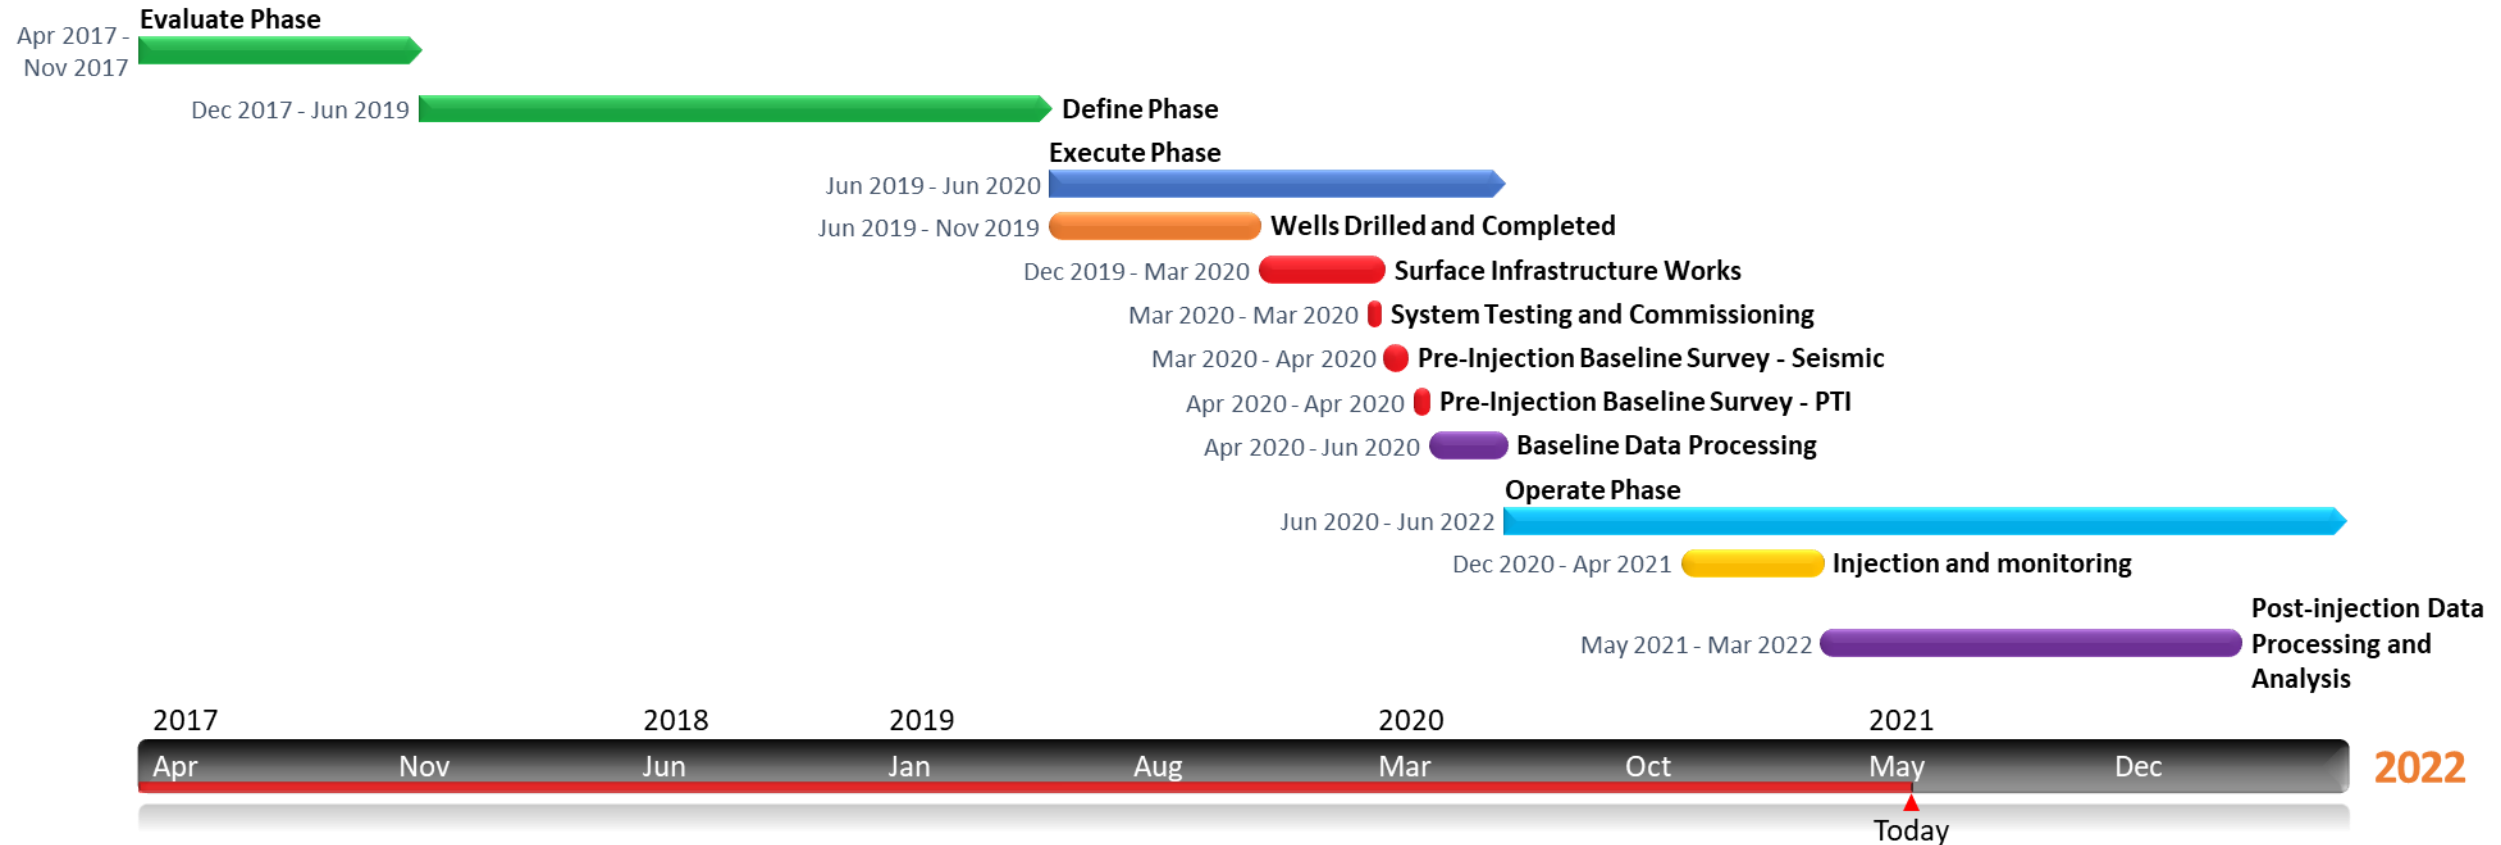 Evaluate Phase
Apr 2017 -
Nov 2017
Dec 2017 - Jun 2019
Define Phase
Execute Phase
Jun 2019 - Jun 2020
Jun 2019 - Nov 2019
Wells Drilled and Completed
Dec 2019 - Mar 2020
Surface Infrastructure Works
Mar 2020 - Mar 2020
System Testing and Commissioning
Mar 2020 - Apr 2020
Pre-Injection Baseline Survey - Seismic
Apr 2020 - Apr 2020
Pre-Injection Baseline Survey - PTI
Apr 2020 - Jun 2020
Baseline Data Processing
Operate Phase
Jun 2020 - Jun 2022
Dec 2020 - Apr 2021
Injection and monitoring
May 2021 - Mar 2022
Post-injection Data
Processing and
Analysis
2017 2018 2019 2020 2021
Apr Nov Jun Jan Aug Mar Oct May Dec
2022
Today